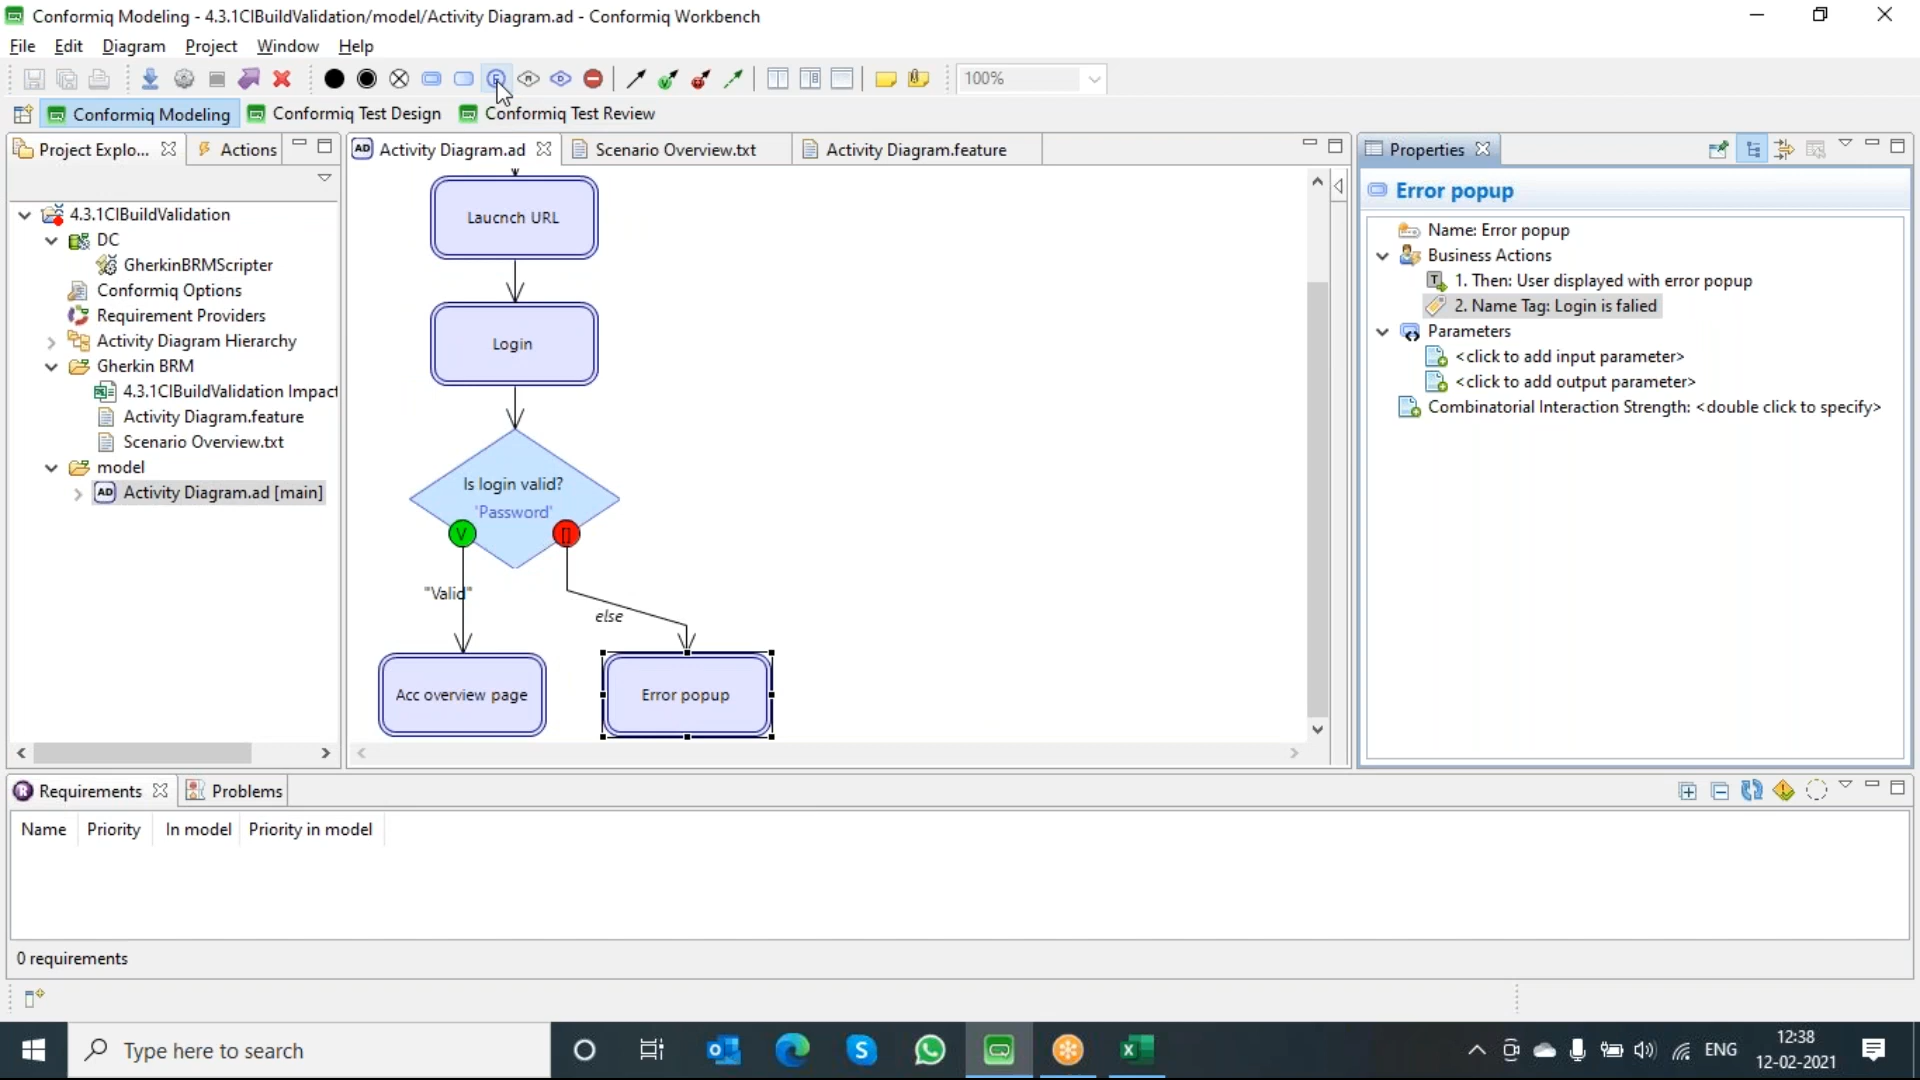 Conformiq Modeling - 4.3.1CIBuildValidation/model/Activity Diagram.ad - Conformiq Workbench
File Edit Diagram Project Window Help
100%
Conformiq Modeling Conformiq Test Design Conformiq Test Review
Project Explo... Actions
4.3.1CIBuildValidation
DC
GherkinBRMScripter
Conformiq Options
Requirement Providers
Activity Diagram Hierarchy
Gherkin BRM
4.3.1CIBuildValidation Impact
Activity Diagram.feature
Scenario Overview.txt
model
AD Activity Diagram.ad [main]
AD Activity Diagram.ad Scenario Overview.txt Activity Diagram.feature
Laucnch URL
Login
Is login valid?
'Password'
V []
"Valid"
else
Acc overview page
Error popup
Properties
Error popup
Name: Error popup
Business Actions
T 1. Then: User displayed with error popup
2. Name Tag: Login is falied
Parameters
<click to add input parameter>
<click to add output parameter>
Combinatorial Interaction Strength: <double click to specify>
R Requirements Problems
Name Priority In model Priority in model
0 requirements
Type here to search
ENG
12:38
12-02-2021